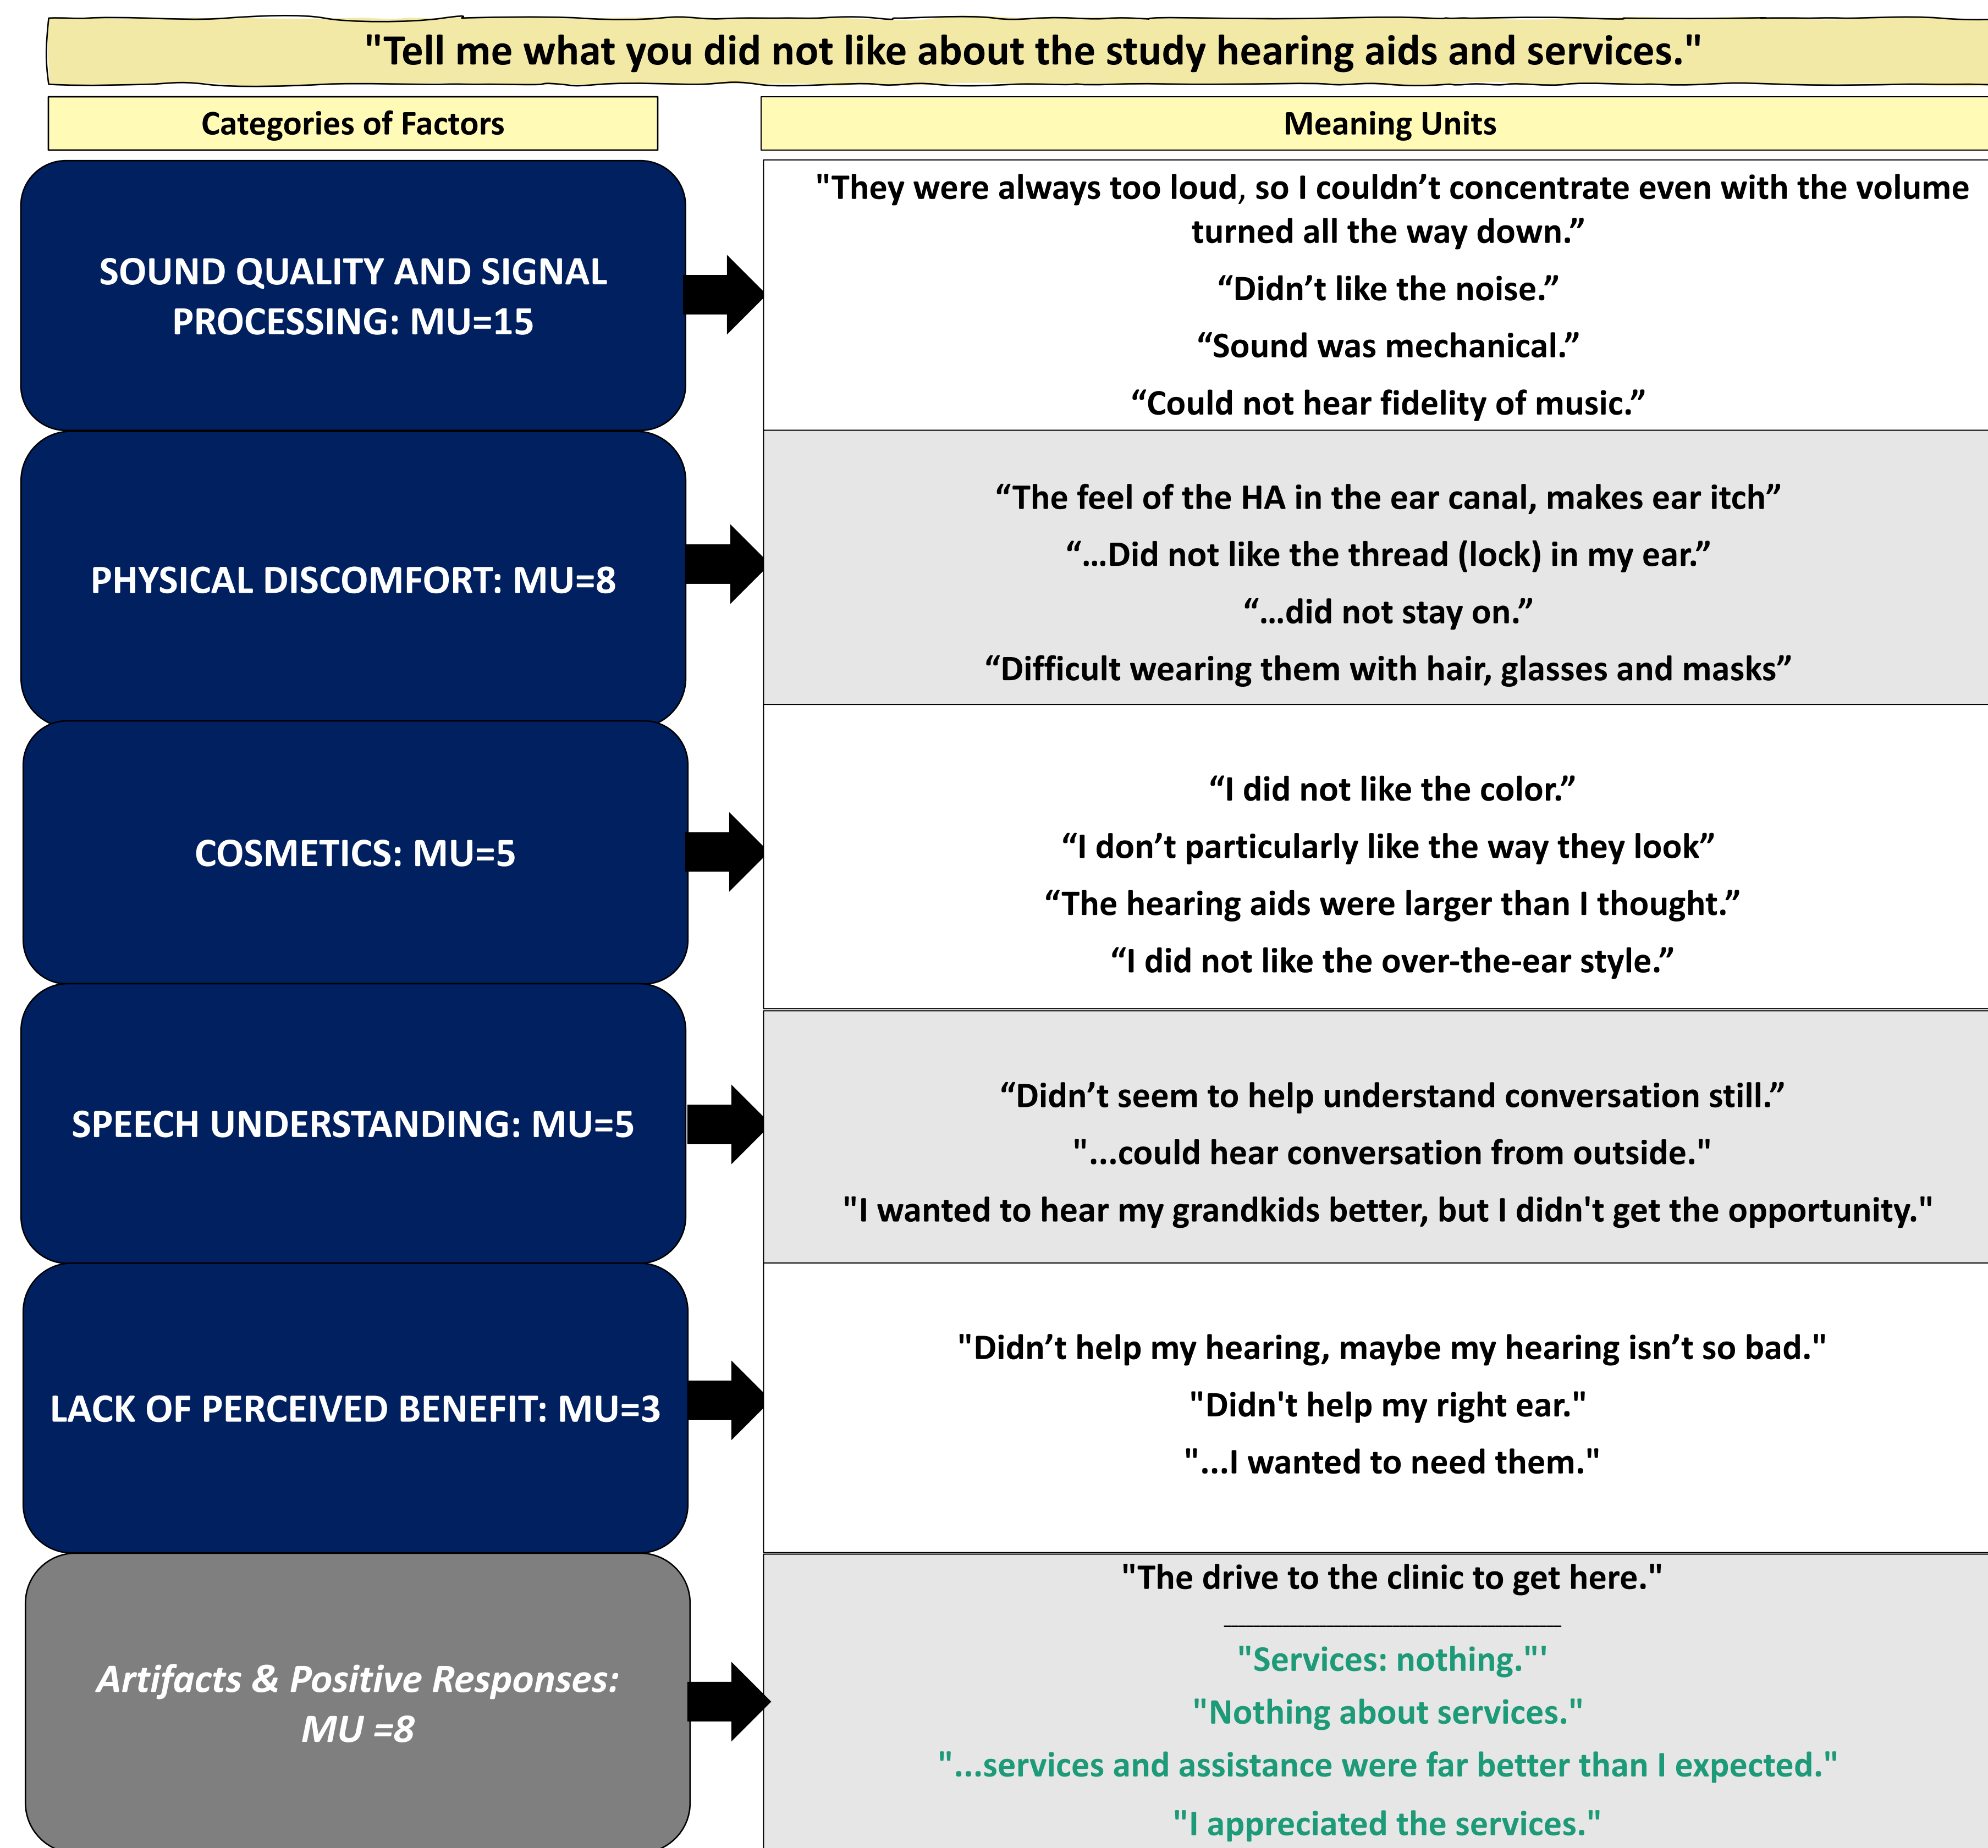 "Tell me what you did not like about the study hearing aids and services."
Categories of Factors
Meaning Units
SOUND QUALITY AND SIGNAL
PROCESSING: MU=15
"They were always too loud, so I couldn’t concentrate even with the volume
turned all the way down.”
“Didn’t like the noise.”
“Sound was mechanical.”
“Could not hear fidelity of music.”
PHYSICAL DISCOMFORT: MU=8
“The feel of the HA in the ear canal, makes ear itch”
“…Did not like the thread (lock) in my ear.”
“…did not stay on.”
“Difficult wearing them with hair, glasses and masks”
COSMETICS: MU=5
“I did not like the color.”
“I don’t particularly like the way they look”
“The hearing aids were larger than I thought.”
“I did not like the over-the-ear style.”
SPEECH UNDERSTANDING: MU=5
“Didn’t seem to help understand conversation still.”
"...could hear conversation from outside."
"I wanted to hear my grandkids better, but I didn't get the opportunity."
LACK OF PERCEIVED BENEFIT: MU=3
"Didn’t help my hearing, maybe my hearing isn’t so bad."
"Didn't help my right ear."
"...I wanted to need them."
Artifacts & Positive Responses:
MU =8
"The drive to the clinic to get here."
"Services: nothing."'
"Nothing about services."
"...services and assistance were far better than I expected."
"I appreciated the services."